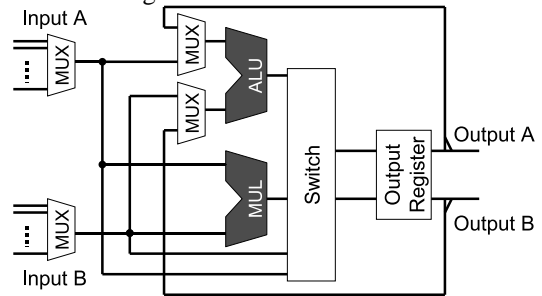 Input A
MUX
MUX
ALU
MUX
Switch
Output
Register
Output A
MUL
MUX
Output B
Input B